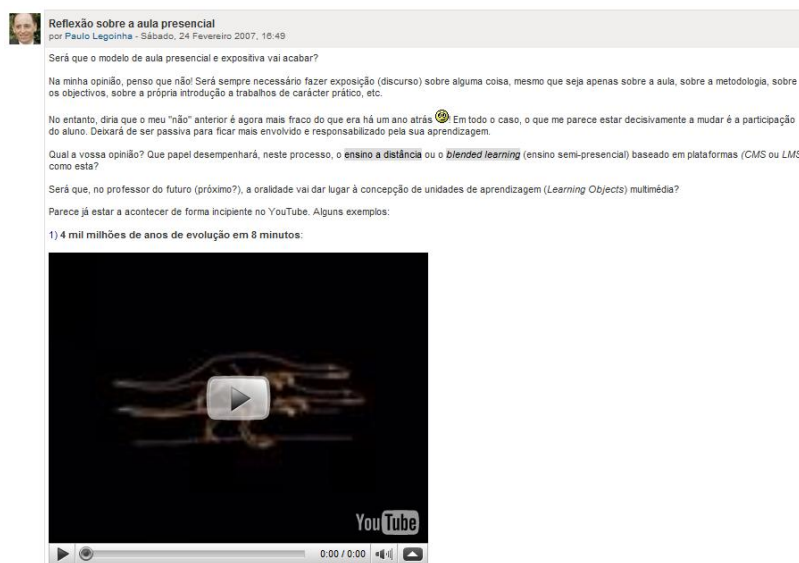 Reflexão sobre a aula presencial
por Paulo Legoinha - Sábado, 24 Fevereiro 2007, 16:49
Será que o modelo de aula presencial e expositiva vai acabar?
Na minha opinião, penso que não! Será sempre necessário fazer exposição (discurso) sobre alguma coisa, mesmo que seja apenas sobre a aula, sobre a metodologia, sobre
os objectivos, sobre a própria introdução a trabalhos de carácter prático, etc.
No entanto, diria que o meu "não" anterior é agora mais fraco do que era há um ano atrás ! Em todo o caso, o que me parece estar decisivamente a mudar é a participação
do aluno. Deixará de ser passiva para ficar mais envolvido e responsabilizado pela sua aprendizagem.
Qual a vossa opinião? Que papel desempenhará, neste processo, o ensino a distância ou o blended learning (ensino semi-presencial) baseado em plataformas (CMS ou LMS
como esta?
Será que, no professor do futuro (próximo?), a oralidade vai dar lugar à concepção de unidades de aprendizagem (Learning Objects) multimédia?
Parece já estar a acontecer de forma incipiente no YouTube. Alguns exemplos:
1) 4 mil milhões de anos de evolução em 8 minutos:
YouTube
0:00 / 0:00